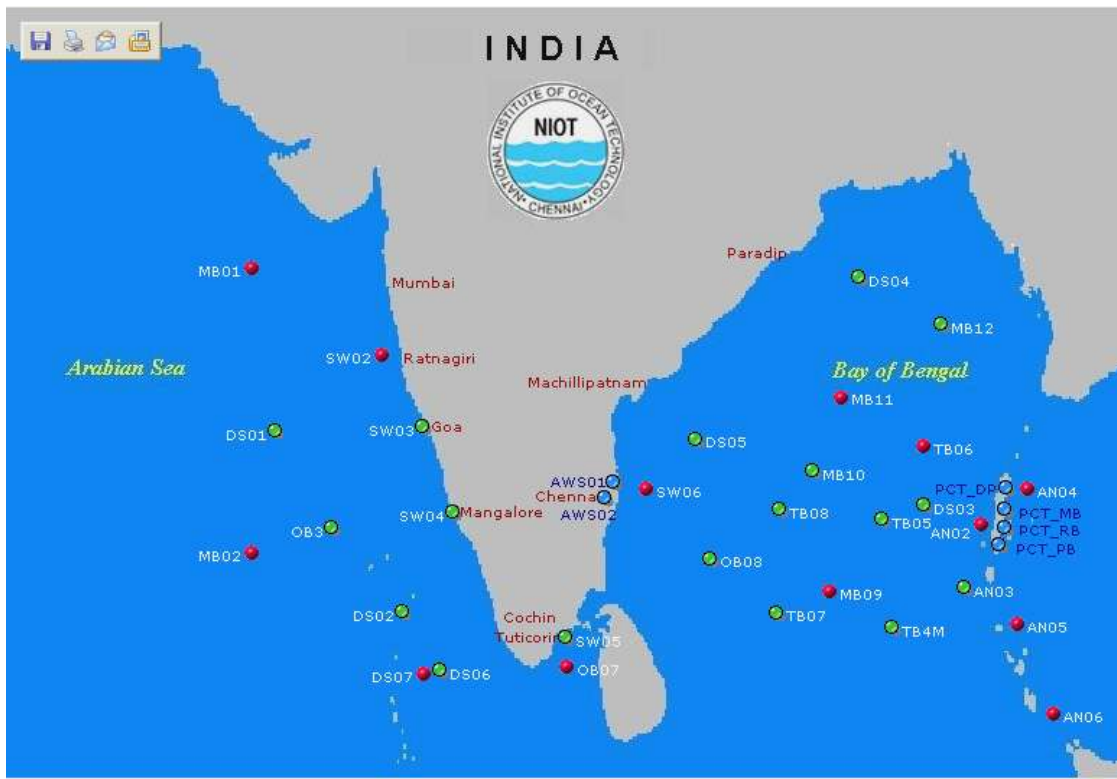 INDIA
NATIONAL INSTITUTE OF OCEAN TECHNOLOGY
NIOT
CHENNAI
Paradip
MB01
Mumbai
DS04
MB12
SW02
Ratnagiri
Arabian Sea
Bay of Bengal
Machillipatnam
MB11
DS01
SW03
Goa
DS05
TB06
MB10
AWS01
SW06
PCT_DP
AN04
Chenna
SW04
Mangalore
AWS02
TB08
DS03
PCT_MB
TB05
OB3
AN02
PCT_RB
PCT_PB
MB02
OB08
AN03
MB09
DS02
Cochin
TB07
TB4M
AN05
Tuticorin
SW05
DS07
DS06
OB07
AN06